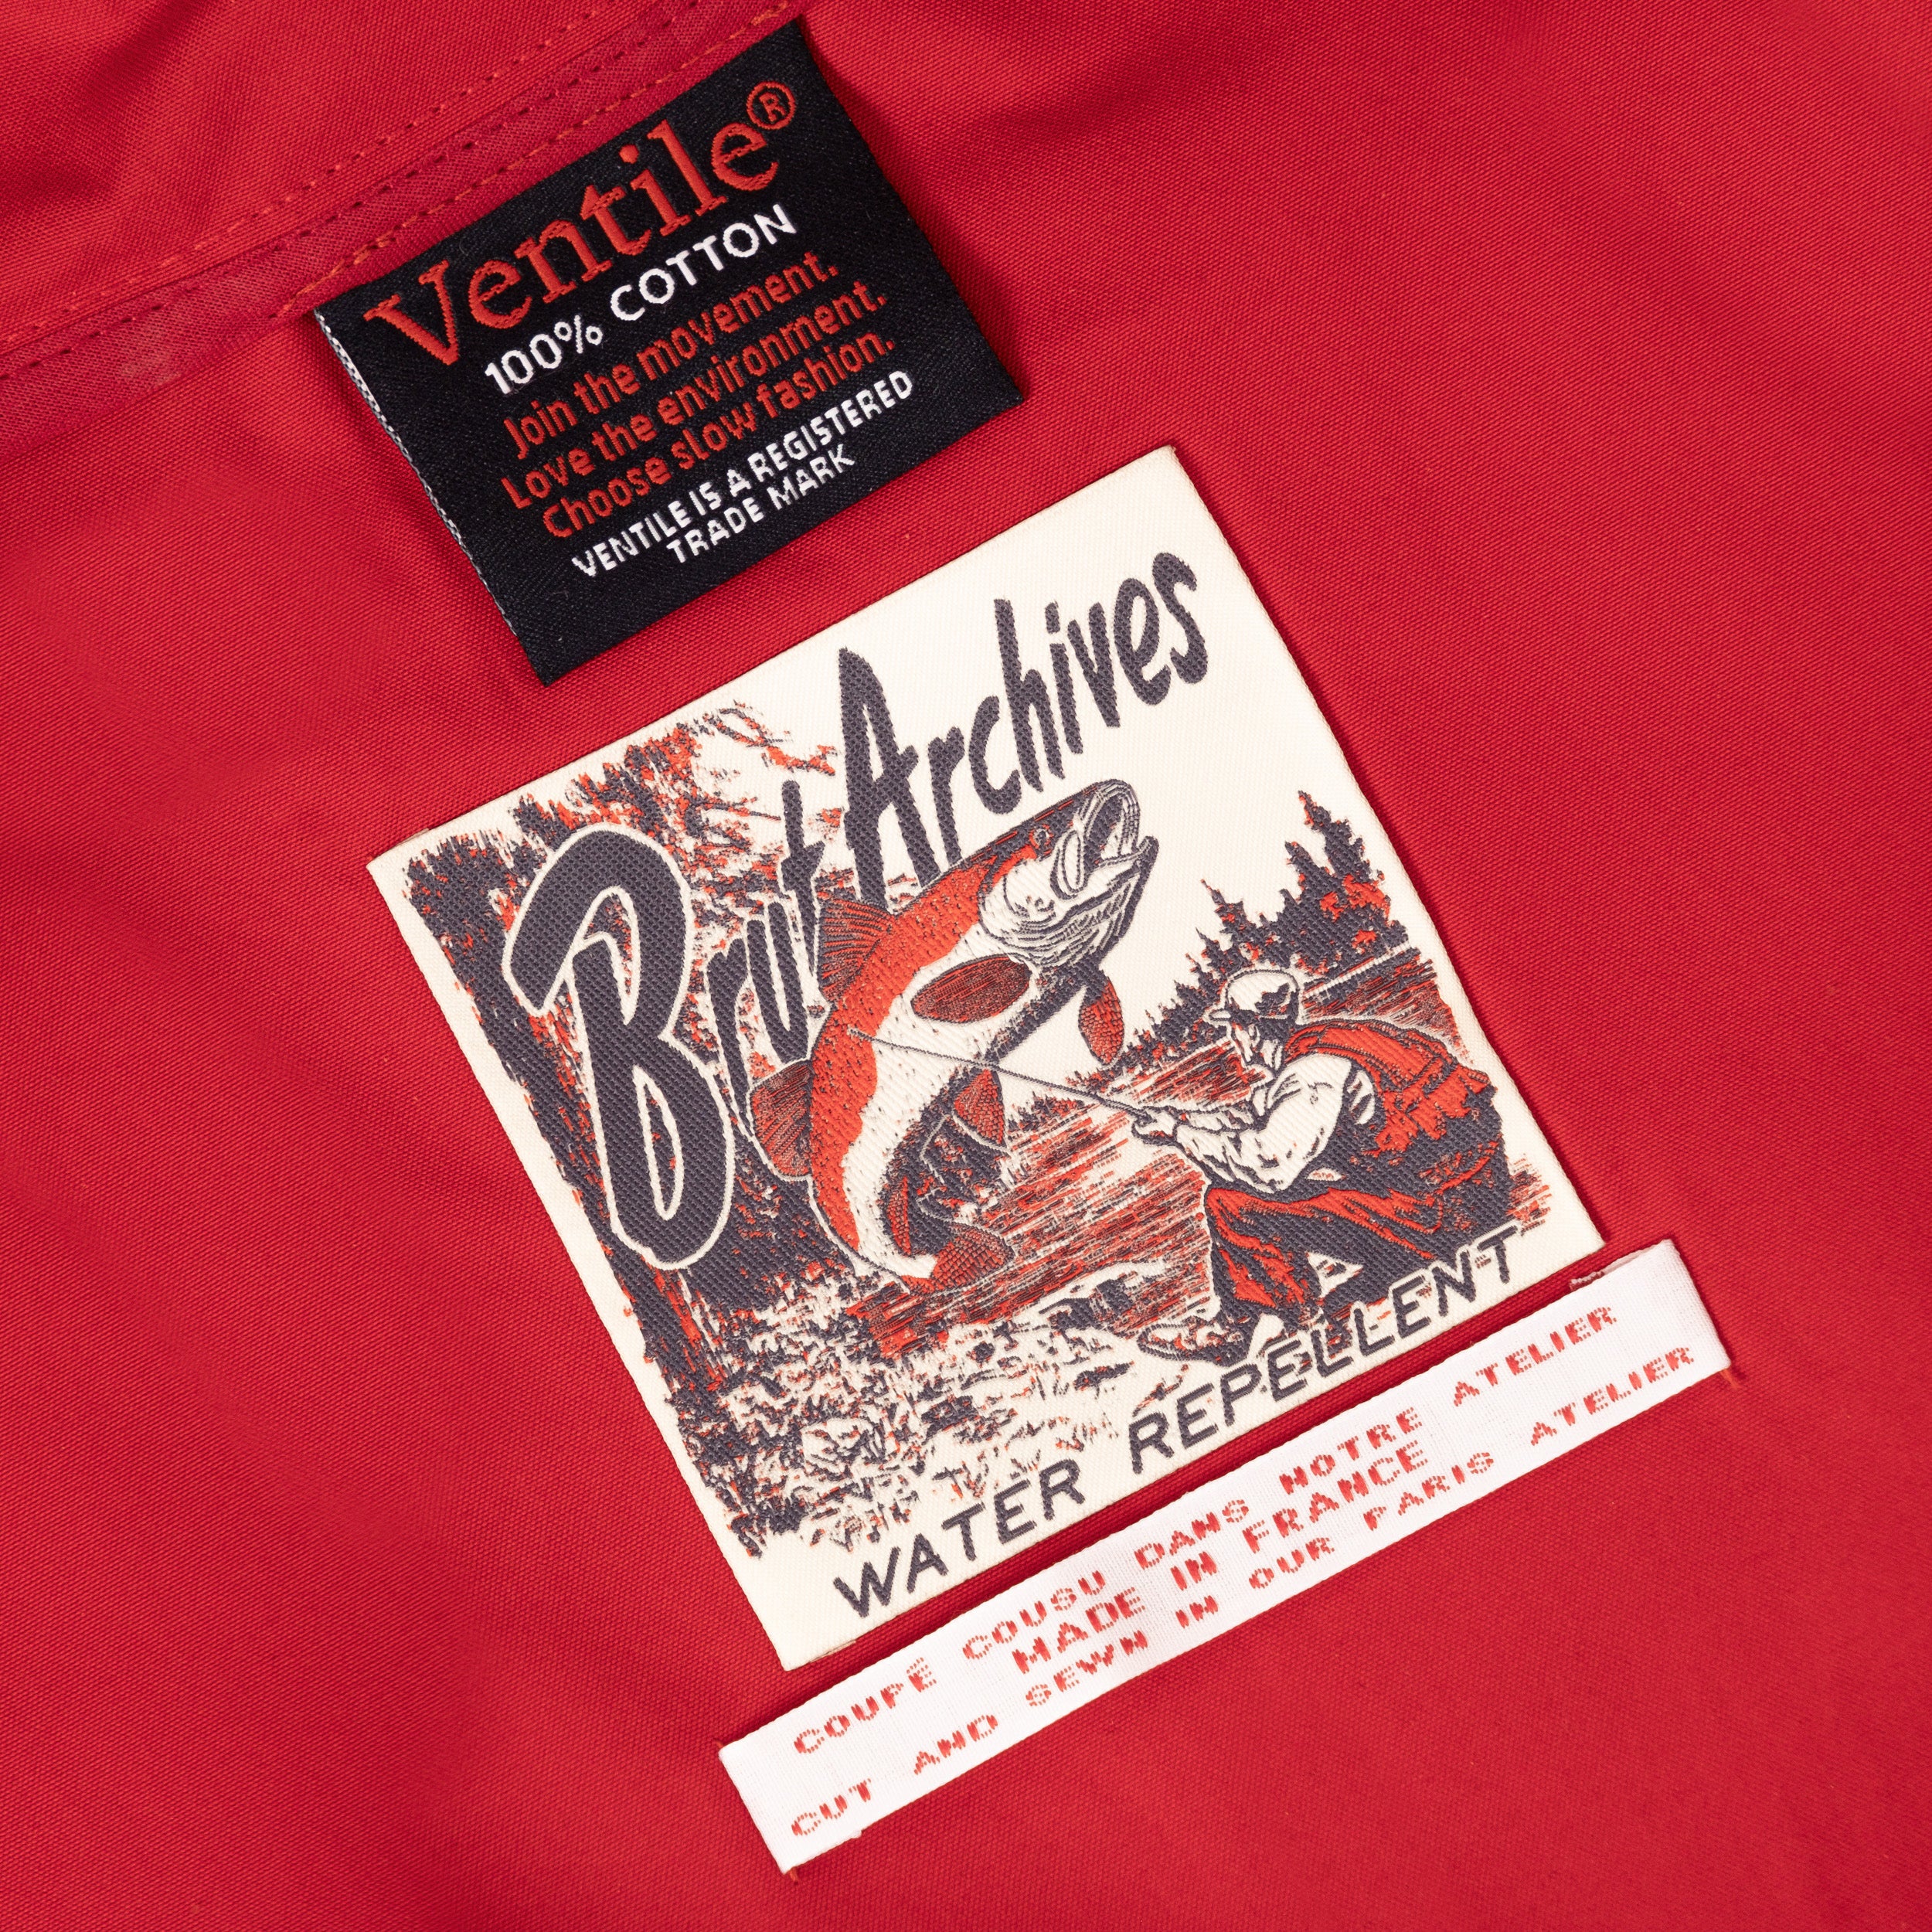 Ventile®
100% COTTON
Join the movement.
Love the environment.
Choose slow fashion.
VENTILE IS A REGISTERED
TRADE MARK
Brut Archives
WATER REPELLENT
COUPÉ COUSU DANS NOTRE ATELIER
MADE IN FRANCE
CUT AND SEWN IN OUR PARIS ATELIER